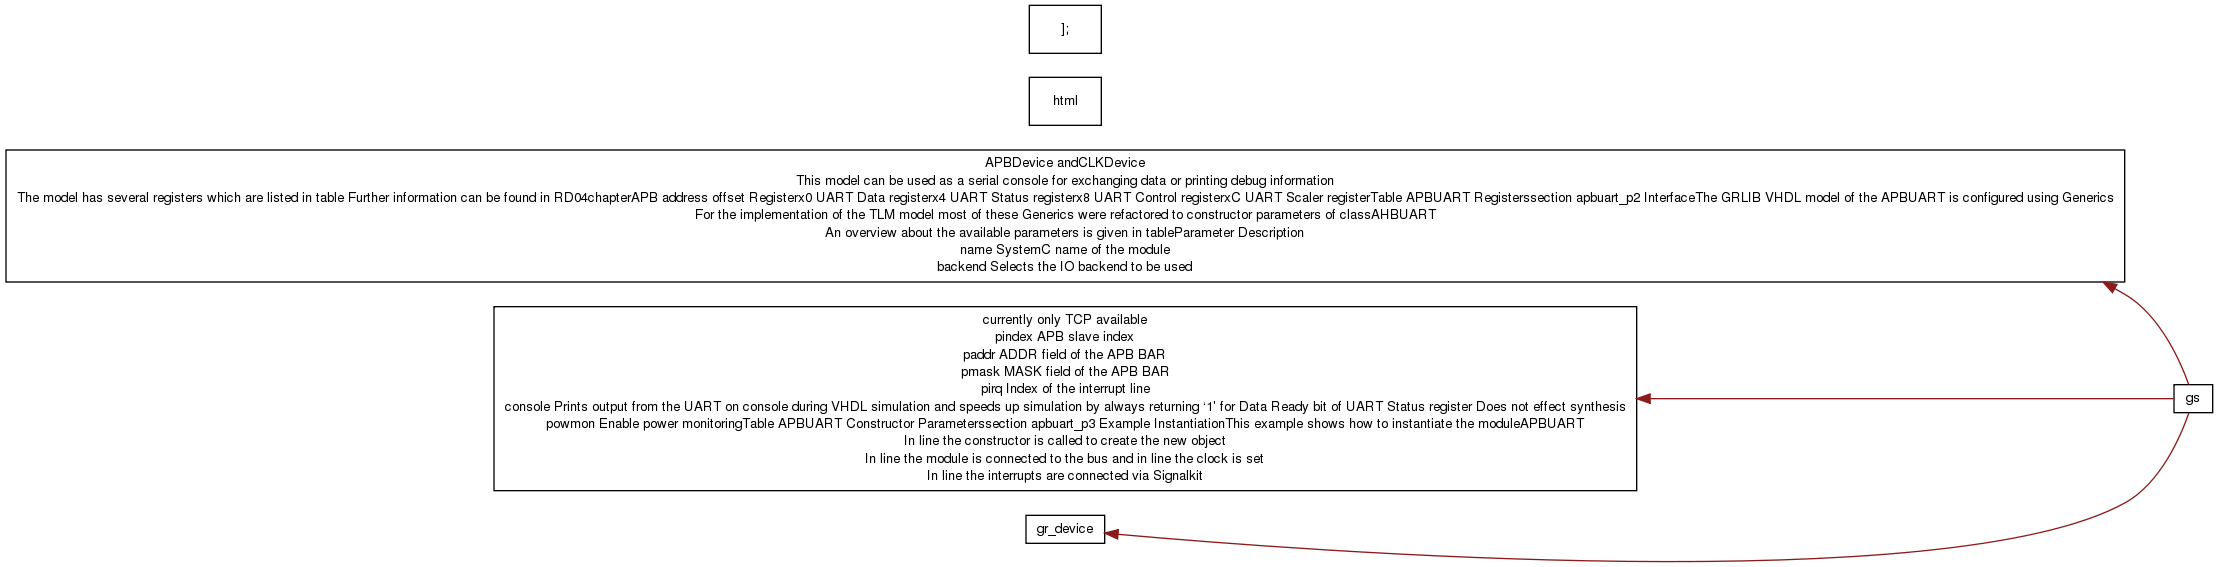 ];
html
APBDevice andCLKDevice
This model can be used as a serial console for exchanging data or printing debug information
The model has several registers which are listed in table Further information can be found in RD04chapterAPB address offset Registerx0 UART Data registerx4 UART Status registerx8 UART Control registerxC UART Scaler registerTable APBUART Registerssection apbuart_p2 InterfaceThe GRLIB VHDL model of the APBUART is configured using Generics
For the implementation of the TLM model most of these Generics were refactored to constructor parameters of classAHBUART
An overview about the available parameters is given in tableParameter Description
name SystemC name of the module
backend Selects the IO backend to be used
currently only TCP available
pindex APB slave index
paddr ADDR field of the APB BAR
pmask MASK field of the APB BAR
pirq Index of the interrupt line
console Prints output from the UART on console during VHDL simulation and speeds up simulation by always returning ‘1’ for Data Ready bit of UART Status register Does not effect synthesis
powmon Enable power monitoringTable APBUART Constructor Parameterssection apbuart_p3 Example InstantiationThis example shows how to instantiate the moduleAPBUART
In line the constructor is called to create the new object
In line the module is connected to the bus and in line the clock is set
In line the interrupts are connected via Signalkit
gs
gr_device